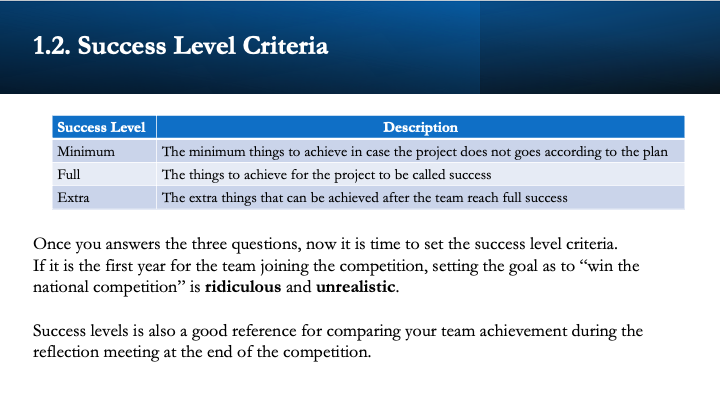 1.2. Success Level Criteria
Success Level Description
Minimum The minimum things to achieve in case the project does not goes according to the plan
Full The things to achieve for the project to be called success
Extra The extra things that can be achieved after the team reach full success
Once you answers the three questions, now it is time to set the success level criteria.
If it is the first year for the team joining the competition, setting the goal as to “win the
national competition” is ridiculous and unrealistic.
Success levels is also a good reference for comparing your team achievement during the
reflection meeting at the end of the competition.